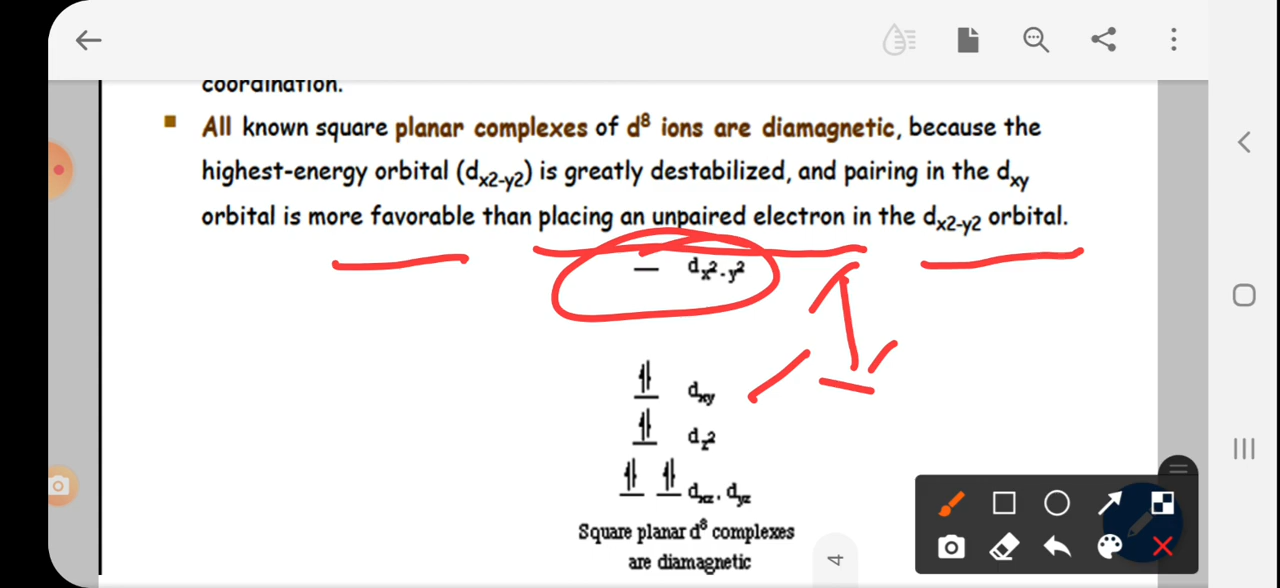 coordination.
All known square planar complexes of d⁸ ions are diamagnetic, because the
highest-energy orbital (dx2-y2) is greatly destabilized, and pairing in the dxy
orbital is more favorable than placing an unpaired electron in the dx2-y2 orbital.
dx²-y²
dxy
dz²
dxz, dyz
Square planar d⁸ complexes
are diamagnetic
4